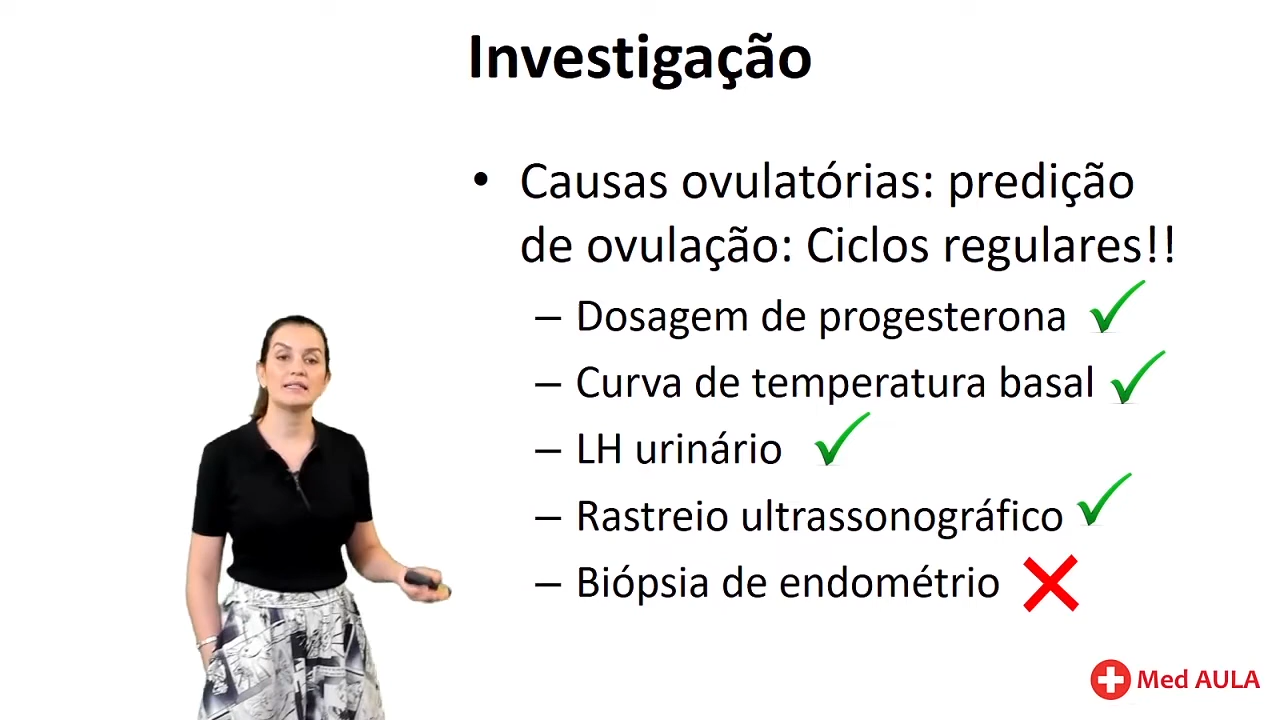 Investigação
• Causas ovulatórias: predição
de ovulação: Ciclos regulares!!
– Dosagem de progesterona
– Curva de temperatura basal
– LH urinário
– Rastreio ultrassonográfico
– Biópsia de endométrio
Med AULA